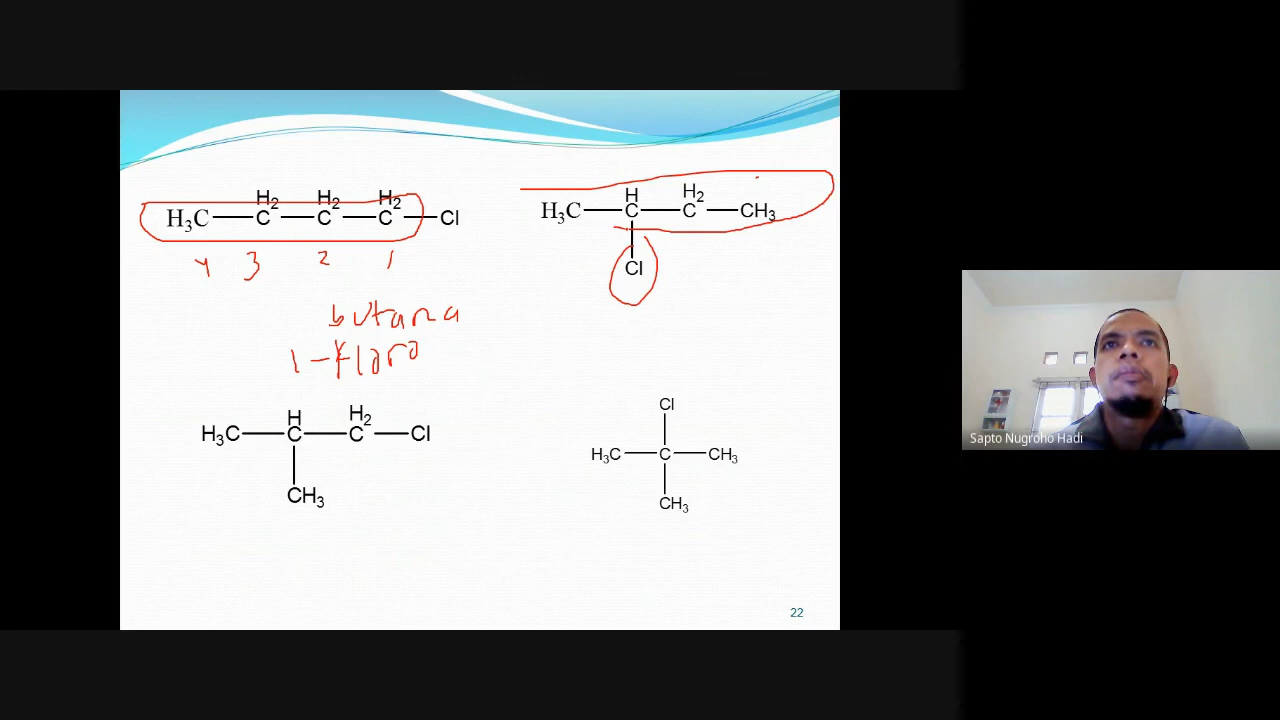 H₂ H₂ H₂
H₃C C C C Cl
4 3 2 1
butana
1-kloro
H H₂
H₃C C C CH₃
Cl
H H₂
H₃C C C Cl
CH₃
Cl
H₃C C CH₃
CH₃
22
Sapto Nugroho Hadi